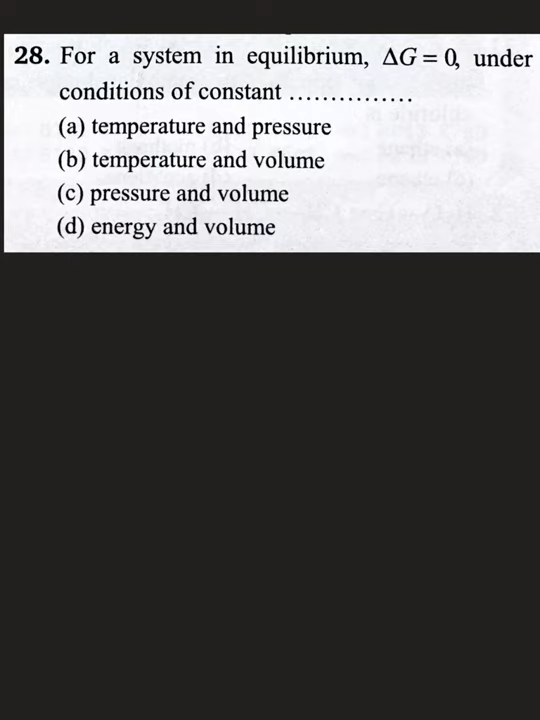 28. For a system in equilibrium, ΔG = 0, under
conditions of constant ...............
(a) temperature and pressure
(b) temperature and volume
(c) pressure and volume
(d) energy and volume